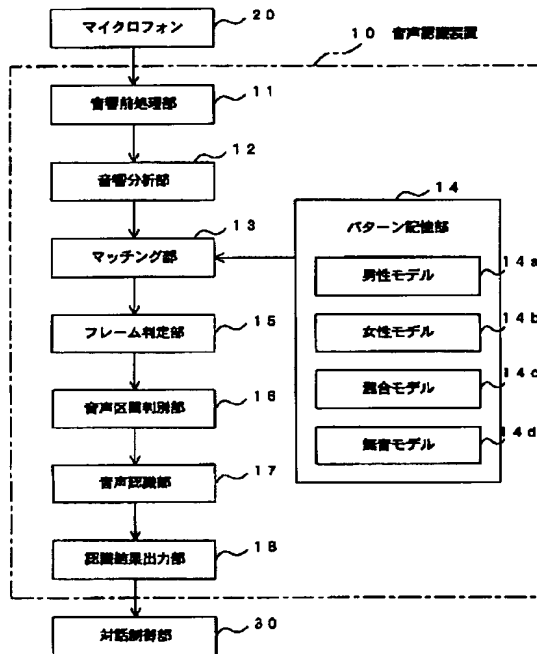 マイクロフォン 20
10 音声認識装置
音響前処理部 11
音響分析部 12
マッチング部 13
14
パターン記憶部
男性モデル 14a
女性モデル 14b
混合モデル 14c
無音モデル 14d
フレーム判定部 15
音声区間判別部 16
音声認識部 17
認識結果出力部 18
対話制御部 30